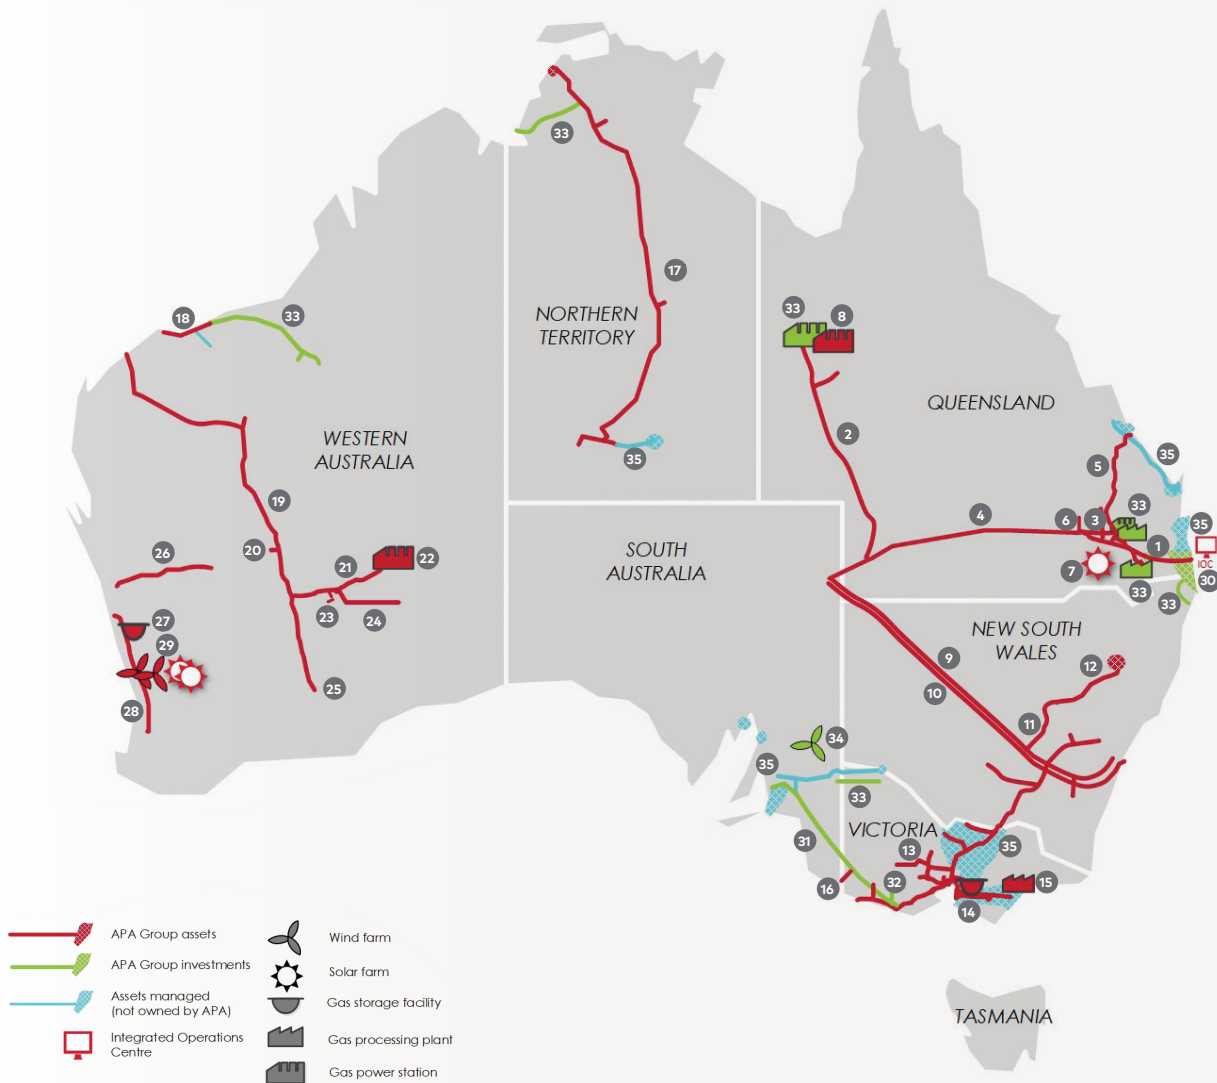 33
17
NORTHERN
TERRITORY
18
33
33
8
QUEENSLAND
WESTERN
AUSTRALIA
2
35
35
5
19
33
4
6
3
35
20
SOUTH
AUSTRALIA
1
26
21
22
7
IOC
33
30
23
24
33
27
NEW SOUTH
WALES
29
9
12
25
10
28
11
34
35
33
VICTORIA
31
13
35
16
32
15
14
APA Group assets
APA Group investments
Assets managed
(not owned by APA)
Integrated Operations
Centre
Wind farm
Solar farm
Gas storage facility
Gas processing plant
Gas power station
TASMANIA